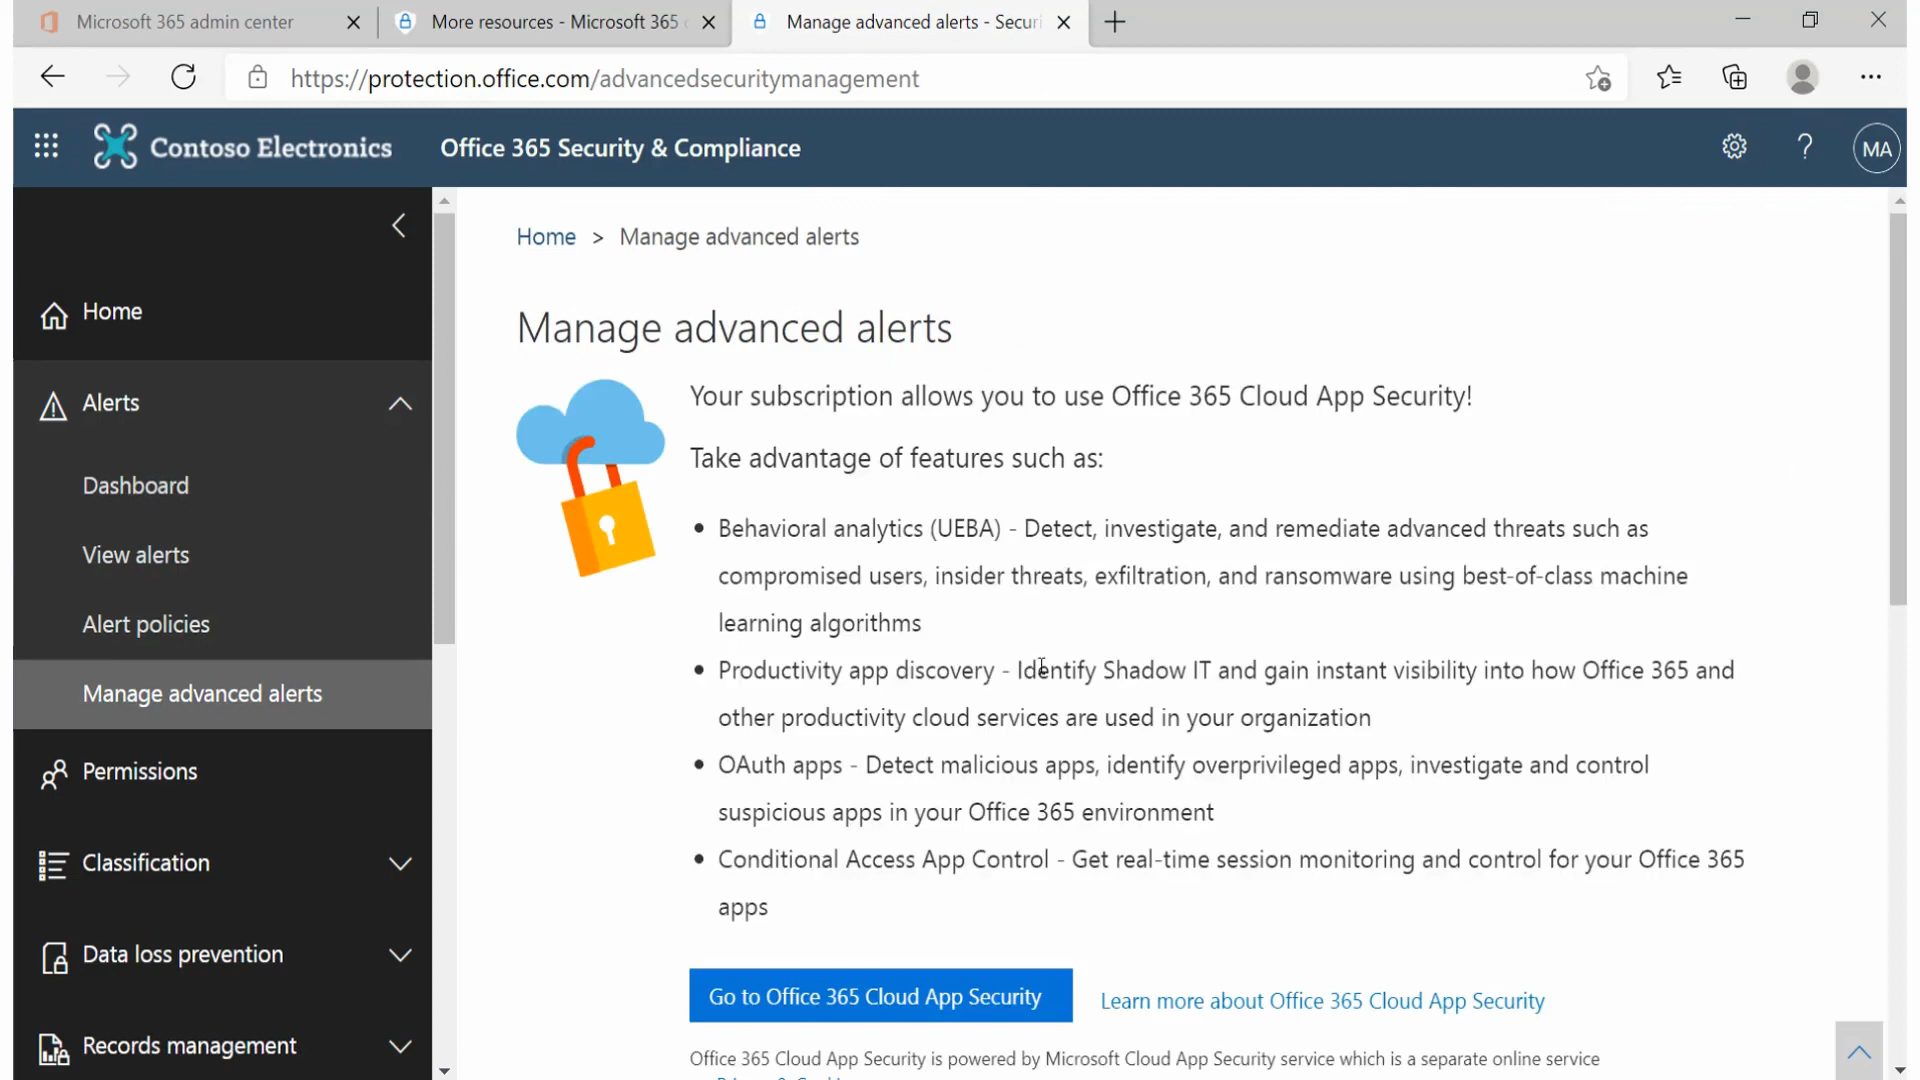 Microsoft 365 admin center
More resources - Microsoft 365
Manage advanced alerts - Secur
https://protection.office.com/advancedsecuritymanagement
Contoso Electronics
Office 365 Security & Compliance
?
MA
Home
Alerts
Dashboard
View alerts
Alert policies
Manage advanced alerts
Permissions
Classification
Data loss prevention
Records management
Home > Manage advanced alerts
Manage advanced alerts
Your subscription allows you to use Office 365 Cloud App Security!
Take advantage of features such as:
• Behavioral analytics (UEBA) - Detect, investigate, and remediate advanced threats such as
compromised users, insider threats, exfiltration, and ransomware using best-of-class machine
learning algorithms
• Productivity app discovery - Identify Shadow IT and gain instant visibility into how Office 365 and
other productivity cloud services are used in your organization
• OAuth apps - Detect malicious apps, identify overprivileged apps, investigate and control
suspicious apps in your Office 365 environment
• Conditional Access App Control - Get real-time session monitoring and control for your Office 365
apps
Go to Office 365 Cloud App Security
Learn more about Office 365 Cloud App Security
Office 365 Cloud App Security is powered by Microsoft Cloud App Security service which is a separate online service